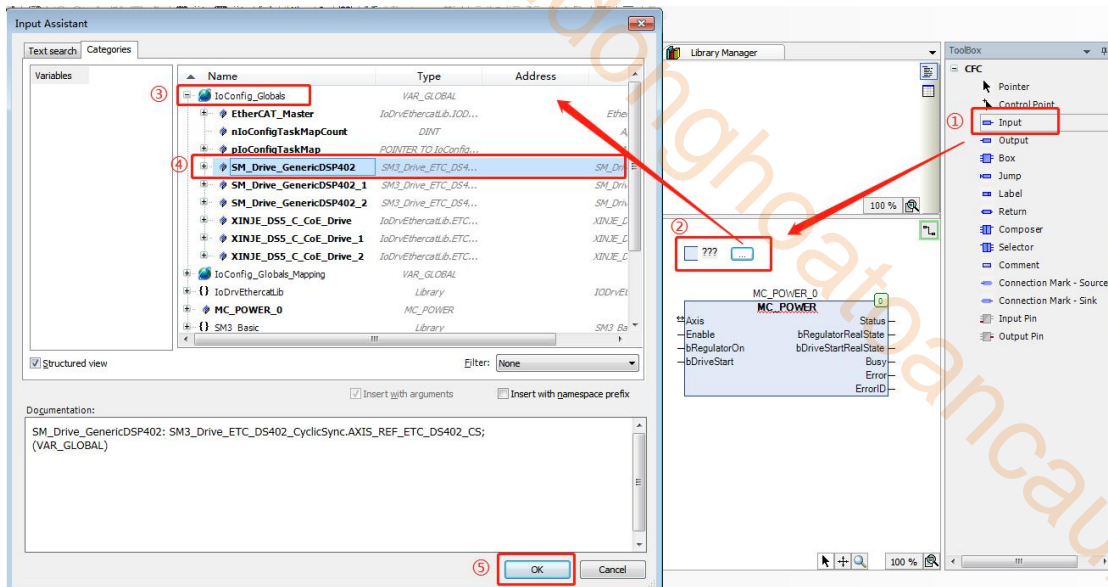 Input Assistant
Text search
Categories
Variables
Name
Type
Address
③
IoConfig_Globals
VAR_GLOBAL
EtherCAT_Master
IoDrvEthercatLib.IOD...
nIoConfigTaskMapCount
DINT
pIoConfigTaskMap
POINTER TO IoConfig...
④
SM_Drive_GenericDSP402
SM3_Drive_ETC_DS4...
SM_Drive_GenericDSP402_1
SM3_Drive_ETC_DS4...
SM_Drive_GenericDSP402_2
SM3_Drive_ETC_DS4...
XINJE_DS5_C_CoE_Drive
IoDrvEthercatLib.ETC...
XINJE_DS5_C_CoE_Drive_1
IoDrvEthercatLib.ETC...
XINJE_DS5_C_CoE_Drive_2
IoDrvEthercatLib.ETC...
IoConfig_Globals_Mapping
VAR_GLOBAL
{} IoDrvEthercatLib
Library
MC_POWER_0
MC_POWER
{} SM3_Basic
Library
Structured view
Filter:
None
Insert with arguments
Insert with namespace prefix
Documentation:
SM_Drive_GenericDSP402: SM3_Drive_ETC_DS402_CyclicSync.AXIS_REF_ETC_DS402_CS;
(VAR_GLOBAL)
⑤
OK
Cancel
Library Manager
100 %
②
???
...
MC_POWER_0
0
MC_POWER
Axis
Status
Enable
bRegulatorRealState
bRegulatorOn
bDriveStartRealState
bDriveStart
Busy
Error
ErrorID
100 %
ToolBox
CFC
Pointer
Control Point
①
Input
Output
Box
Jump
Label
Return
Composer
Selector
Comment
Connection Mark - Source
Connection Mark - Sink
Input Pin
Output Pin